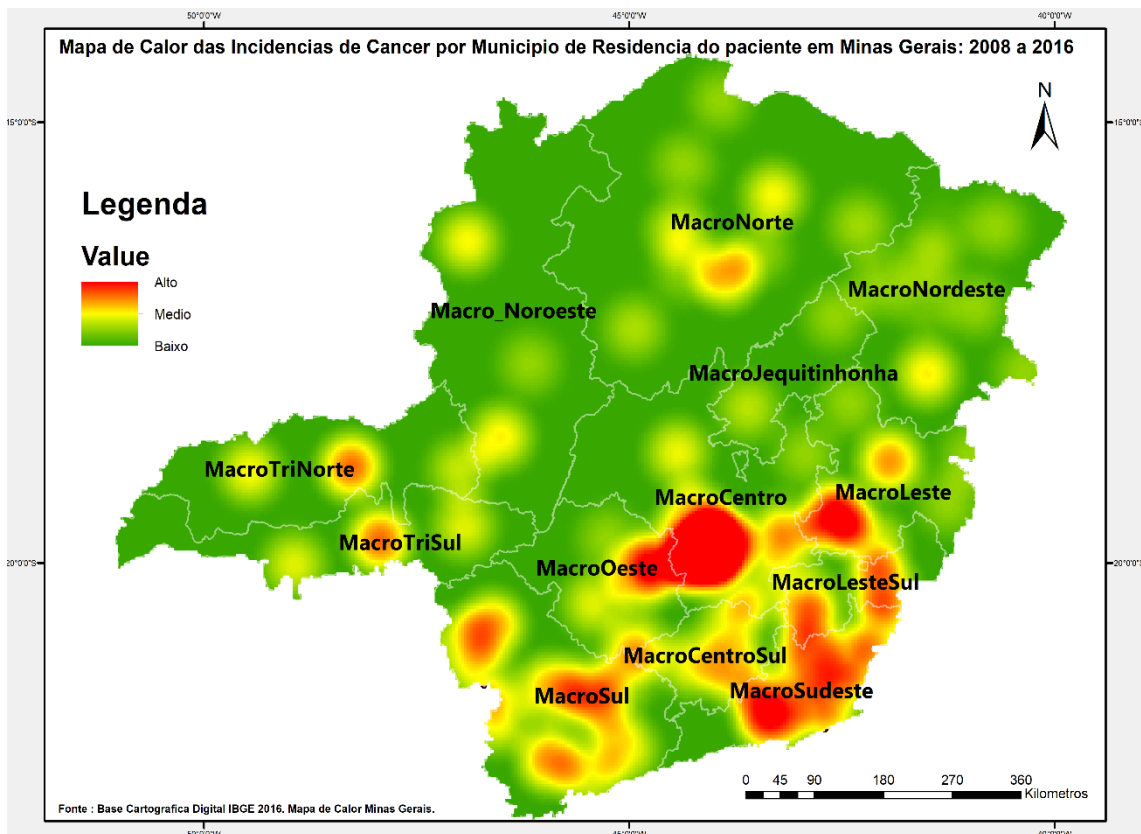 50°0'0"O 45°0'0"O 40°0'0"O
Mapa de Calor das Incidencias de Cancer por Municipio de Residencia do paciente em Minas Gerais: 2008 a 2016
N
15°0'0"S 15°0'0"S
Legenda
Value
Alto
Medio
Baixo
MacroNorte
MacroNordeste
Macro_Noroeste
MacroJequitinhonha
MacroTriNorte
MacroLeste
MacroCentro
MacroTriSul
20°0'0"S 20°0'0"S
MacroOeste
MacroLesteSul
MacroCentroSul
MacroSul
MacroSudeste
0 45 90 180 270 360
Kilometros
Fonte : Base Cartografica Digital IBGE 2016. Mapa de Calor Minas Gerais.